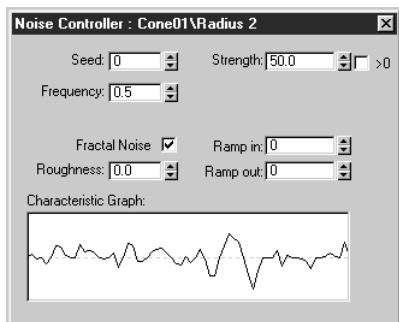 Noise Controller : Cone01\Radius 2
Seed: 0 Strength: 50.0 >0
Frequency: 0.5
Fractal Noise Ramp in: 0
Roughness: 0.0 Ramp out: 0
Characteristic Graph: